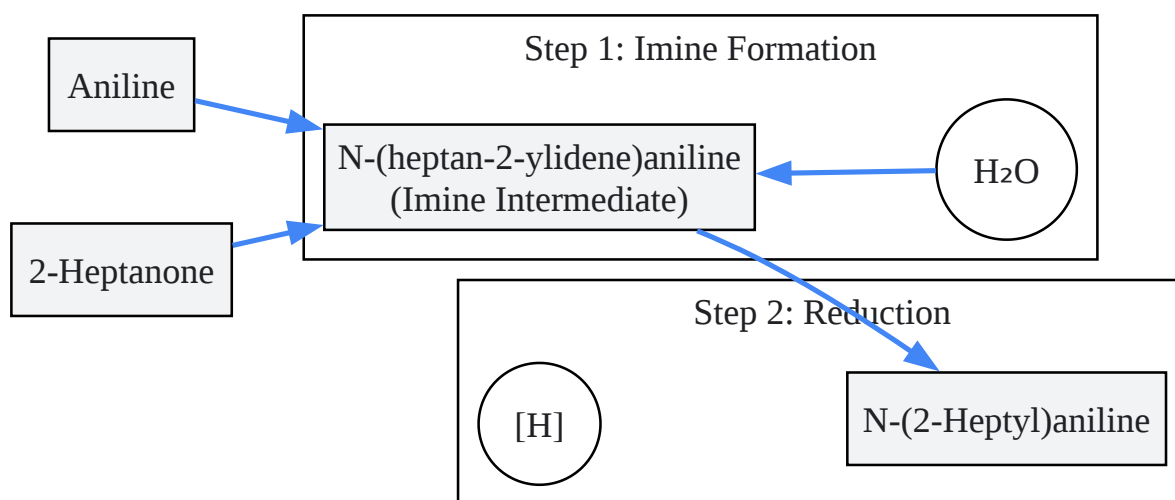 Step 1: Imine Formation
Aniline
N-(heptan-2-ylidene)aniline
(Imine Intermediate)
H₂O
2-Heptanone
Step 2: Reduction
[H]
N-(2-Heptyl)aniline